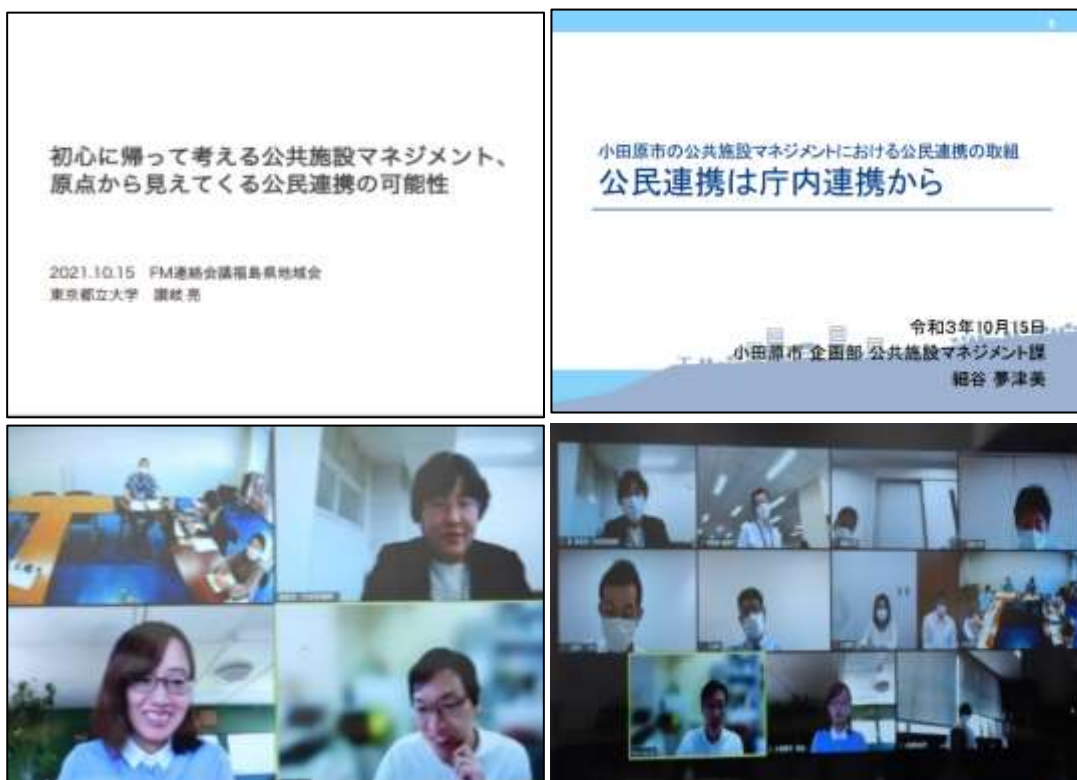 初心に帰って考える公共施設マネジメント、
原点から見えてくる公民連携の可能性
2021.10.15　FM連絡会議福島県地域会
東京都立大学　讃岐 亮
小田原市の公共施設マネジメントにおける公民連携の取組
公民連携は庁内連携から
令和3年10月15日
小田原市 企画部 公共施設マネジメント課
細谷 夢津美